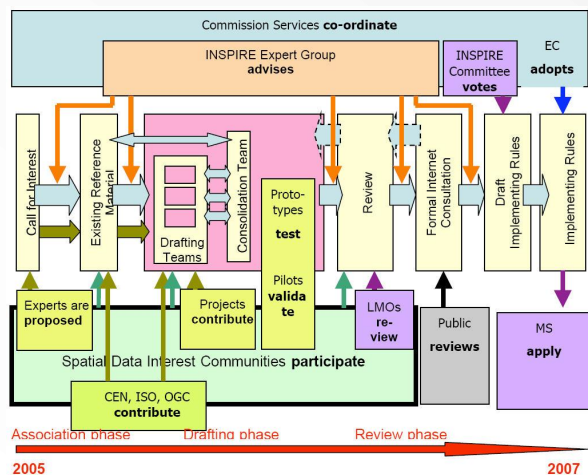 Commission Services co-ordinate
INSPIRE Expert Group
advises
INSPIRE
Committee
votes
EC
adopts
Call for Interest
Existing Reference
Material
Drafting
Teams
Consolidation Team
Proto-
types
test
Pilots
valida
te
Review
Formal Internet
Consultation
Draft
Implementing Rules
Implementing Rules
Experts are
proposed
Projects
contribute
LMOs
re-
view
Public
reviews
MS
apply
Spatial Data Interest Communities participate
CEN, ISO, OGC
contribute
Association phase
Drafting phase
Review phase
2005
2007